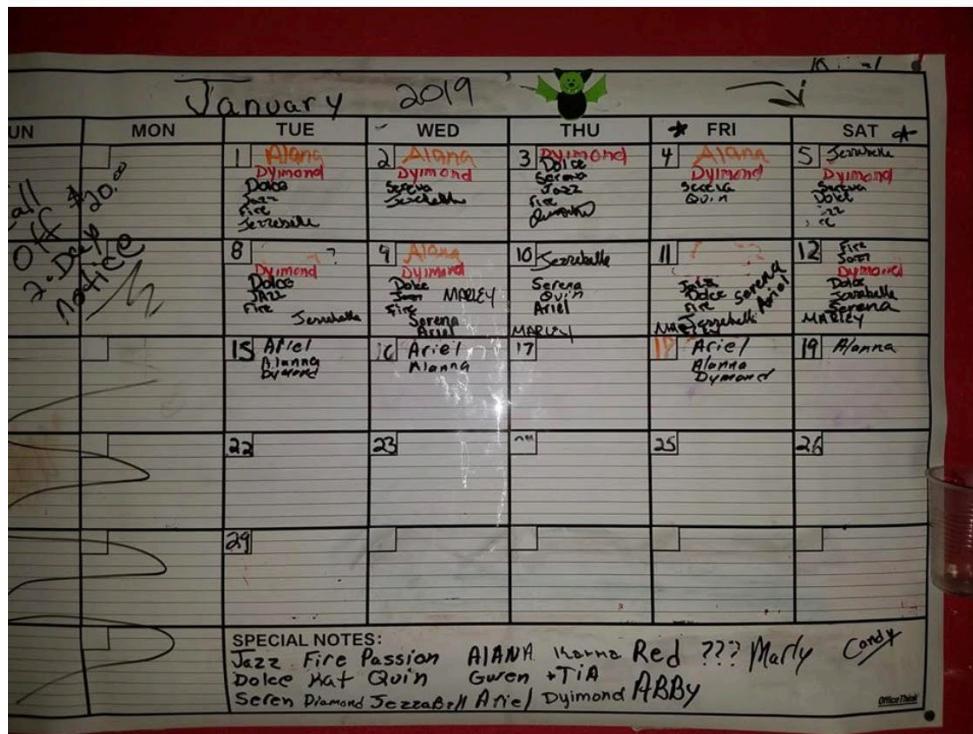 January 2019
UN MON TUE WED THU FRI SAT
all
OFF $20.00
2. Day
Notice
1 Alana
Dyimond
Dolce
Jazz
Fire
Jezzebelle
2 Alana
Dyimond
Serena
3 Dyimond
Dolce
Serena
Jazz
Fire
4 Alana
Dyimond
Serena
Quin
5 Jezzebelle
Dyimond
Serena
Dolce
8 ?
Dyimond
Dolce
Jazz
Fire
Jezzebelle
9 Alana
Dyimond
Dolce
MARLEY
Fire
Serena
Ariel
10 Jezzebelle
Serena
Quin
Ariel
MARLEY
11
Dolce
Serena
Fire
Ariel
Jezzebelle
12 Fire
Dyimond
Dolce
Jezzebelle
Serena
MARLEY
15 Ariel
Alanna
Dymond
16 Ariel
Alanna
17
18 Ariel
Alanna
Dymond
19 Alanna
22 23 25 26
29
SPECIAL NOTES:
Jazz Fire Passion AlANA Karma Red ??? Marly Candy
Dolce Kat Quin Gwen +TiA
Seren Diamond JezzaBell Ariel Dyimond ABBy
OfficeThink